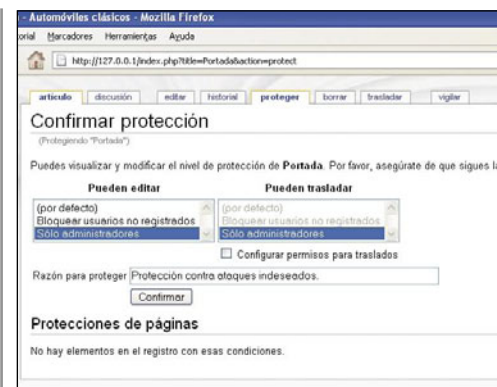 - Automóviles clásicos - Mozilla Firefox
orial Marcadores Herramientas Ayuda
http://127.0.0.1/index.php?title=Portada&action=protect
artículo discusión editar historial proteger borrar trasladar vigilar
Confirmar protección
(Protegiendo "Portada")
Puedes visualizar y modificar el nivel de protección de Portada. Por favor, asegúrate de que sigues la
Pueden editar Pueden trasladar
(por defecto) (por defecto)
Bloquear usuarios no registrados Bloquear usuarios no registrados
Sólo administradores Sólo administradores
Configurar permisos para traslados
Razón para proteger Protección contra ataques indeseados.
Confirmar
Protecciones de páginas
No hay elementos en el registro con esas condiciones.